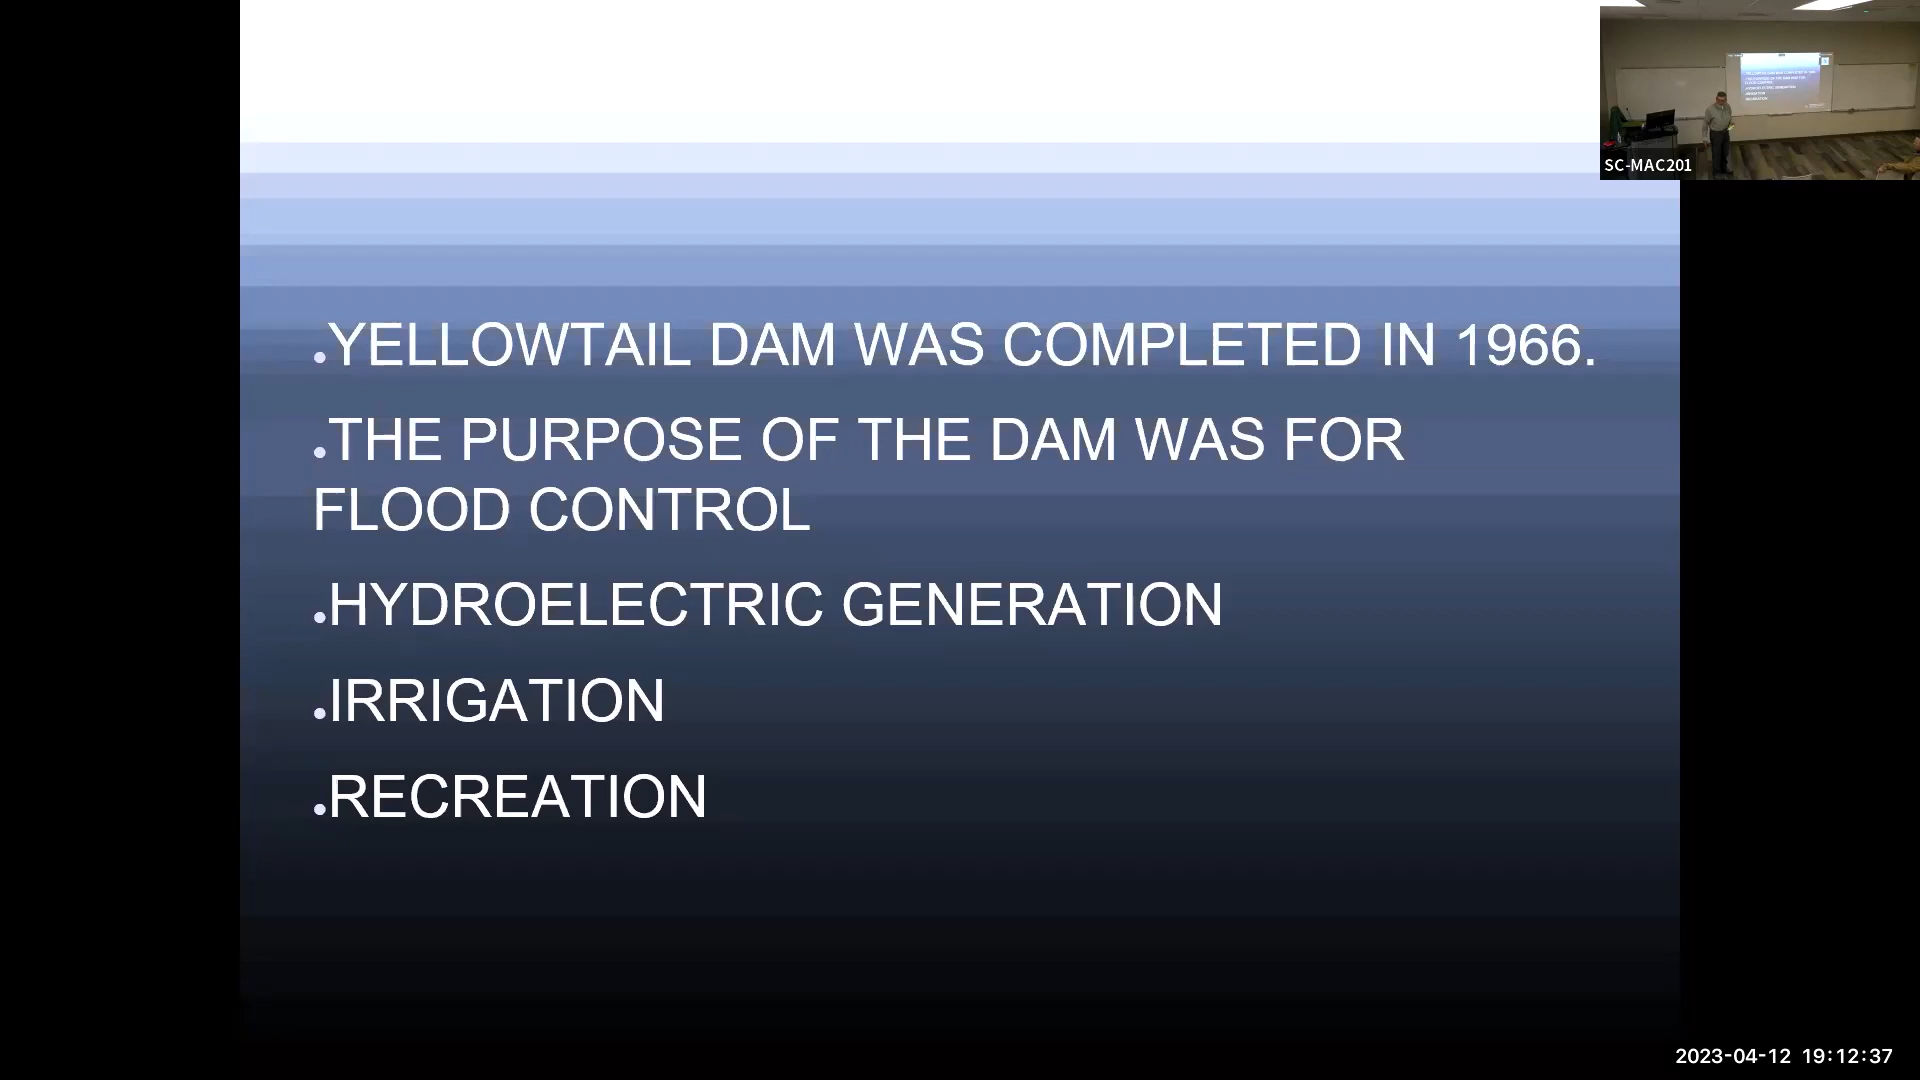 SC-MAC201
.YELLOWTAIL DAM WAS COMPLETED IN 1966.
.THE PURPOSE OF THE DAM WAS FOR
FLOOD CONTROL
.HYDROELECTRIC GENERATION
.IRRIGATION
.RECREATION
2023-04-12 19:12:37